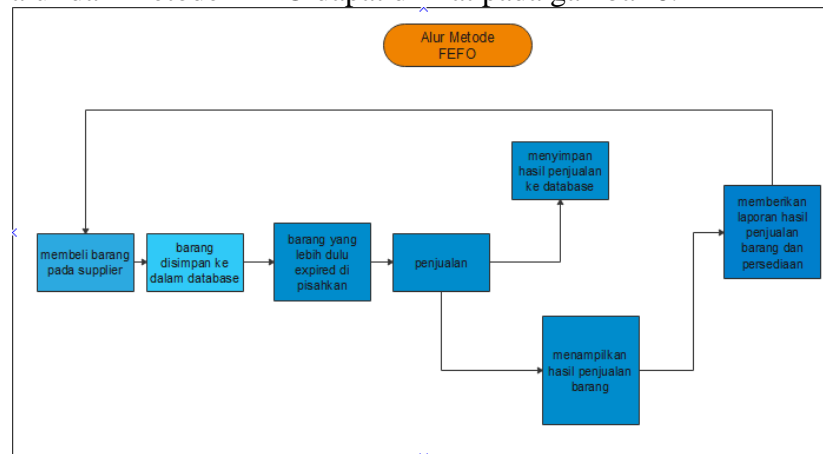 Alur Metode
FEFO
membeli barang
pada supplier
barang
disimpan ke
dalam database
barang yang
lebih dulu
expired di
pisahkan
penjualan
menyimpan
hasil penjualan
ke database
menampilkan
hasil penjualan
barang
memberikan
laporan hasil
penjualan
barang dan
persediaan